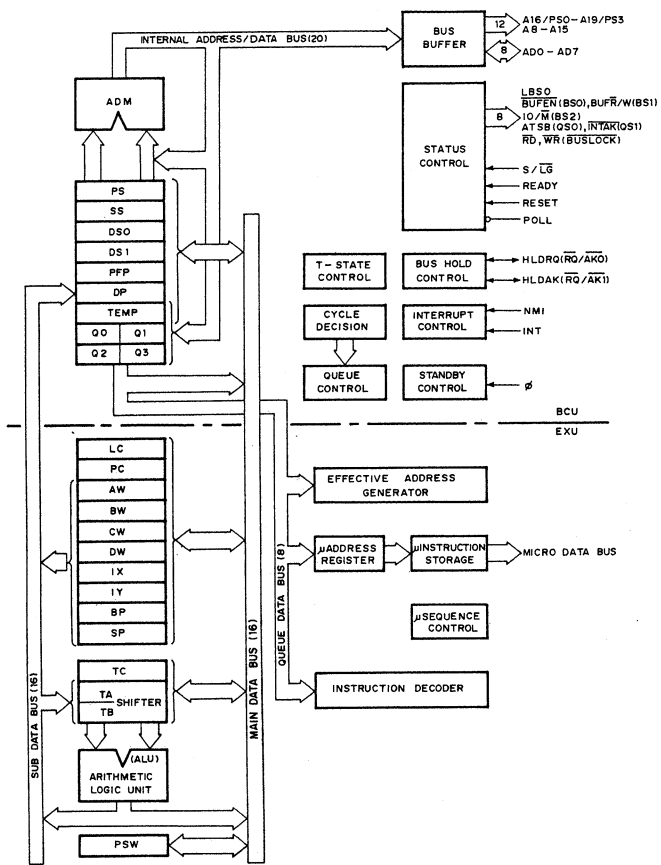 INTERNAL ADDRESS/DATA BUS(20)
BUS
BUFFER
12
A16/PS0-A19/PS3
A8-A15
8
AD0-AD7
ADM
STATUS
CONTROL
8
LBSO
BUFEN(BSO),BUFR/W(BS1)
IO/M(BS2)
ATSB(QSO),INTAK(QS1)
RD,WR(BUSLOCK)
S/LG
READY
RESET
POLL
PS
SS
DSO
DS1
PFP
DP
TEMP
Q0 Q1
Q2 Q3
T-STATE
CONTROL
BUS HOLD
CONTROL
HLDRQ(RQ/AK0)
HLDAK(RQ/AK1)
CYCLE
DECISION
INTERRUPT
CONTROL
NMI
INT
QUEUE
CONTROL
STANDBY
CONTROL
ø
BCU
EXU
LC
PC
AW
BW
CW
DW
IX
IY
BP
SP
EFFECTIVE ADDRESS
GENERATOR
µADDRESS
REGISTER
µINSTRUCTION
STORAGE
MICRO DATA BUS
µSEQUENCE
CONTROL
INSTRUCTION DECODER
QUEUE DATA BUS(8)
MAIN DATA BUS(16)
SUB DATA BUS(16)
TC
TA
TB
SHIFTER
(ALU)
ARITHMETIC
LOGIC UNIT
PSW